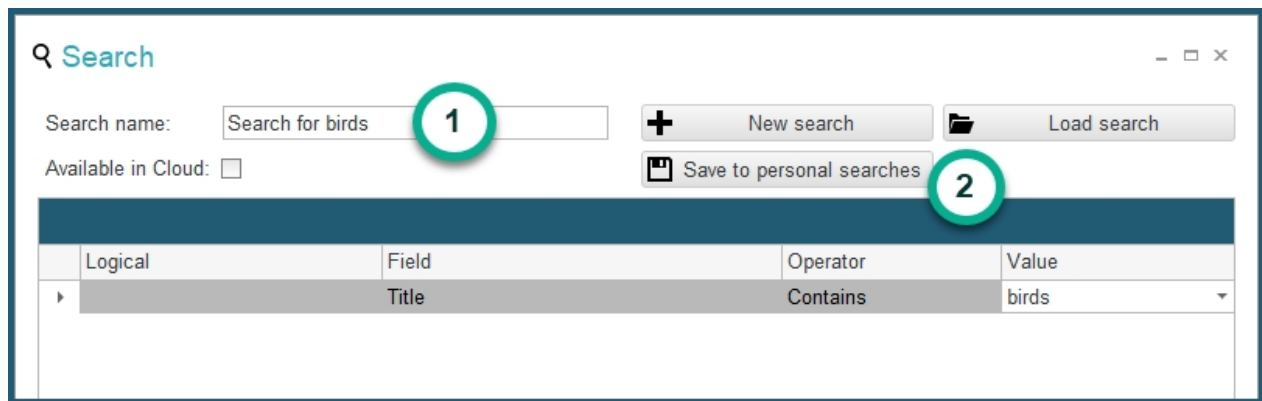 Search
Search name: Search for birds 1 New search Load search
Available in Cloud: Save to personal searches 2
Logical Field Operator Value
Title Contains birds